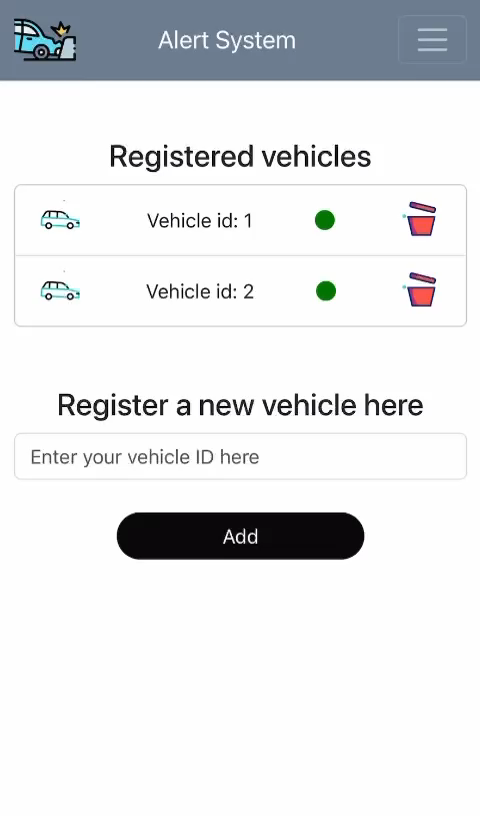 Alert System
Registered vehicles
Vehicle id: 1
Vehicle id: 2
Register a new vehicle here
Enter your vehicle ID here
Add